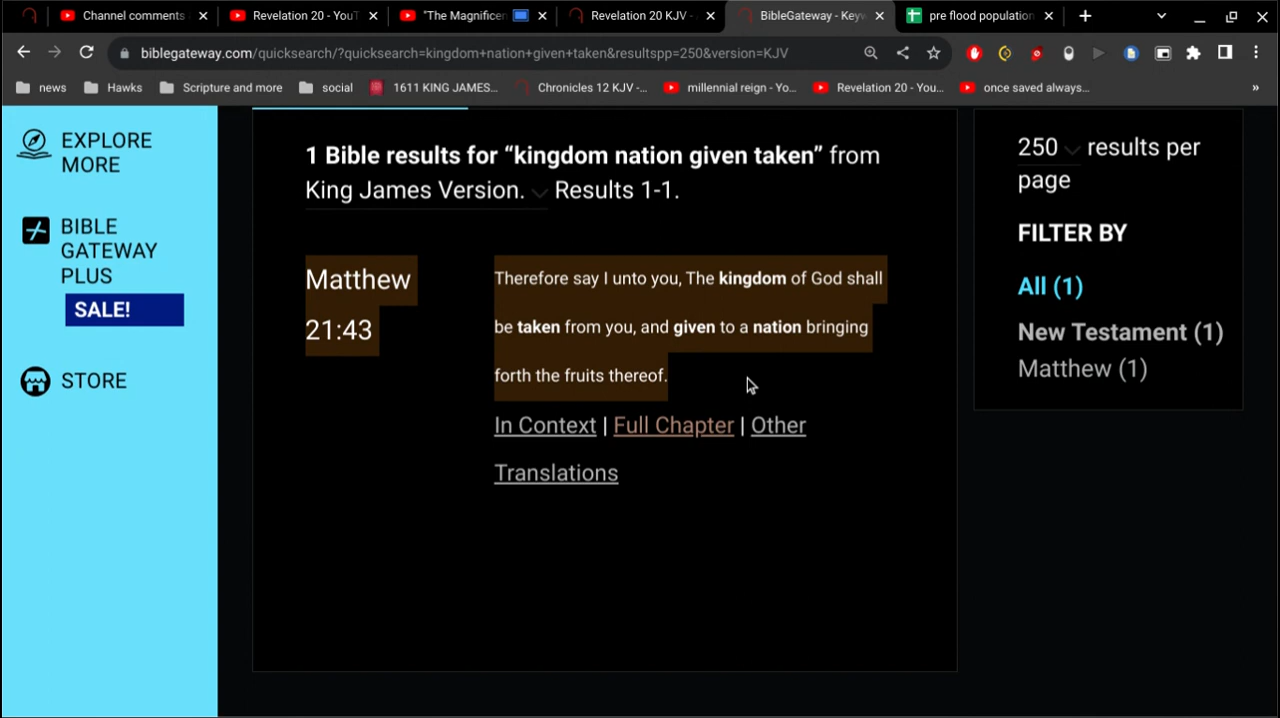 Channel comments
Revelation 20 - YouT
"The Magnificen
Revelation 20 KJV -
BibleGateway - Keyw
pre flood population
biblegateway.com/quicksearch/?quicksearch=kingdom+nation+given+taken&resultspp=250&version=KJV
news
Hawks
Scripture and more
social
1611 KING JAMES...
Chronicles 12 KJV -...
millennial reign - Yo...
Revelation 20 - You...
once saved always...
»
EXPLORE
MORE
BIBLE
GATEWAY
PLUS
SALE!
STORE
1 Bible results for “kingdom nation given taken” from
King James Version. Results 1-1.
Matthew
21:43
Therefore say I unto you, The kingdom of God shall
be taken from you, and given to a nation bringing
forth the fruits thereof.
In Context | Full Chapter | Other
Translations
250 results per
page
FILTER BY
All (1)
New Testament (1)
Matthew (1)